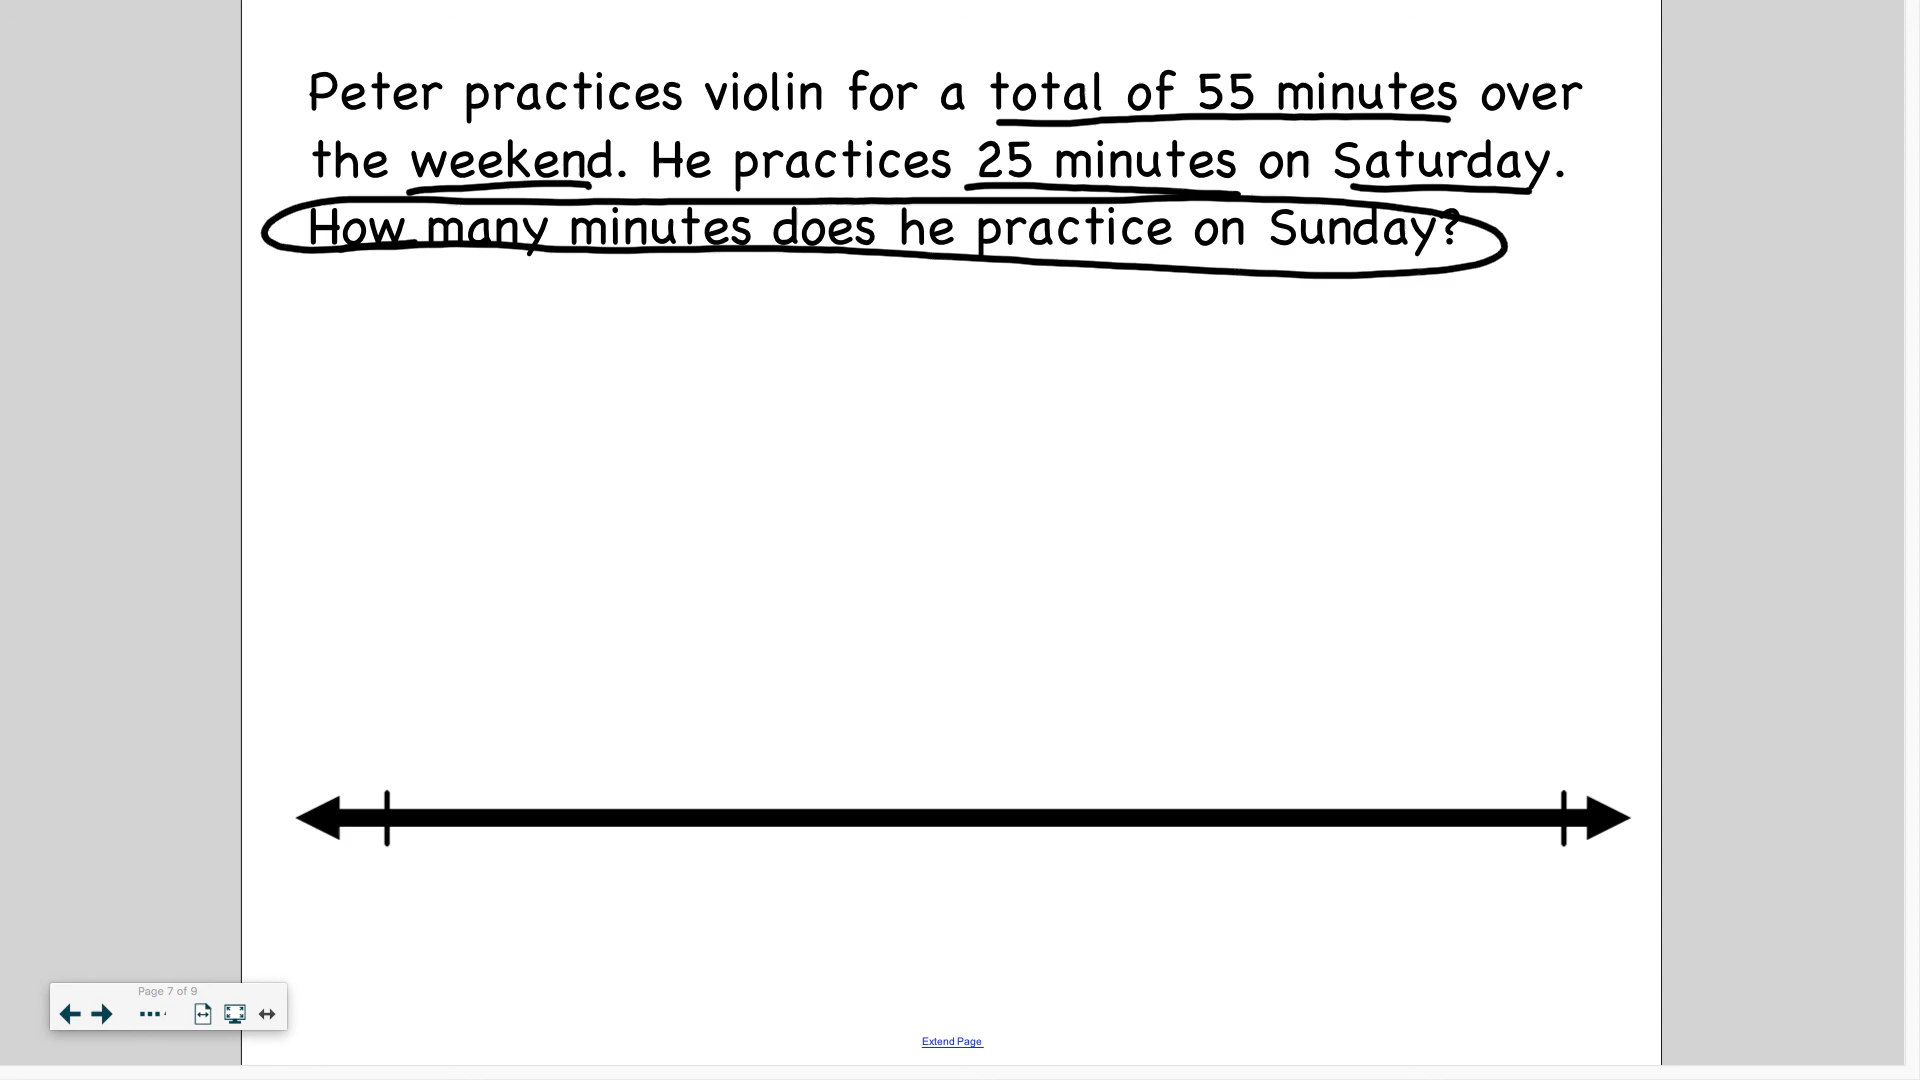 Peter practices violin for a total of 55 minutes over
the weekend. He practices 25 minutes on Saturday.
How many minutes does he practice on Sunday?
Page 7 of 9
Extend Page